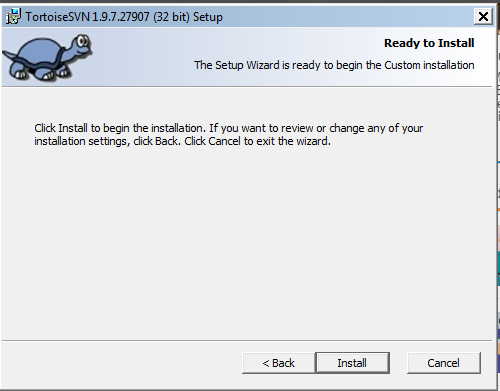 TortoiseSVN 1.9.7.27907 (32 bit) Setup
Ready to Install
The Setup Wizard is ready to begin the Custom installation
Click Install to begin the installation. If you want to review or change any of your
installation settings, click Back. Click Cancel to exit the wizard.
< Back
Install
Cancel